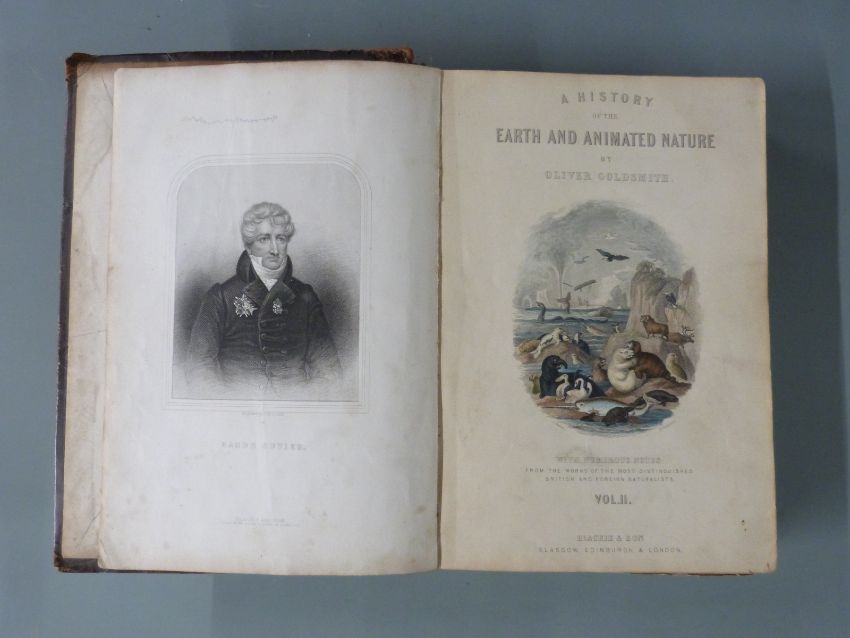 BARON CUVIER.
A HISTORY
OF THE
EARTH AND ANIMATED NATURE
BY
OLIVER GOLDSMITH.
WITH NUMEROUS NOTES
FROM THE WORKS OF THE MOST DISTINGUISHED
BRITISH AND FOREIGN NATURALISTS.
VOL.II.
BLACKIE & SON
GLASGOW, EDINBURGH, & LONDON.